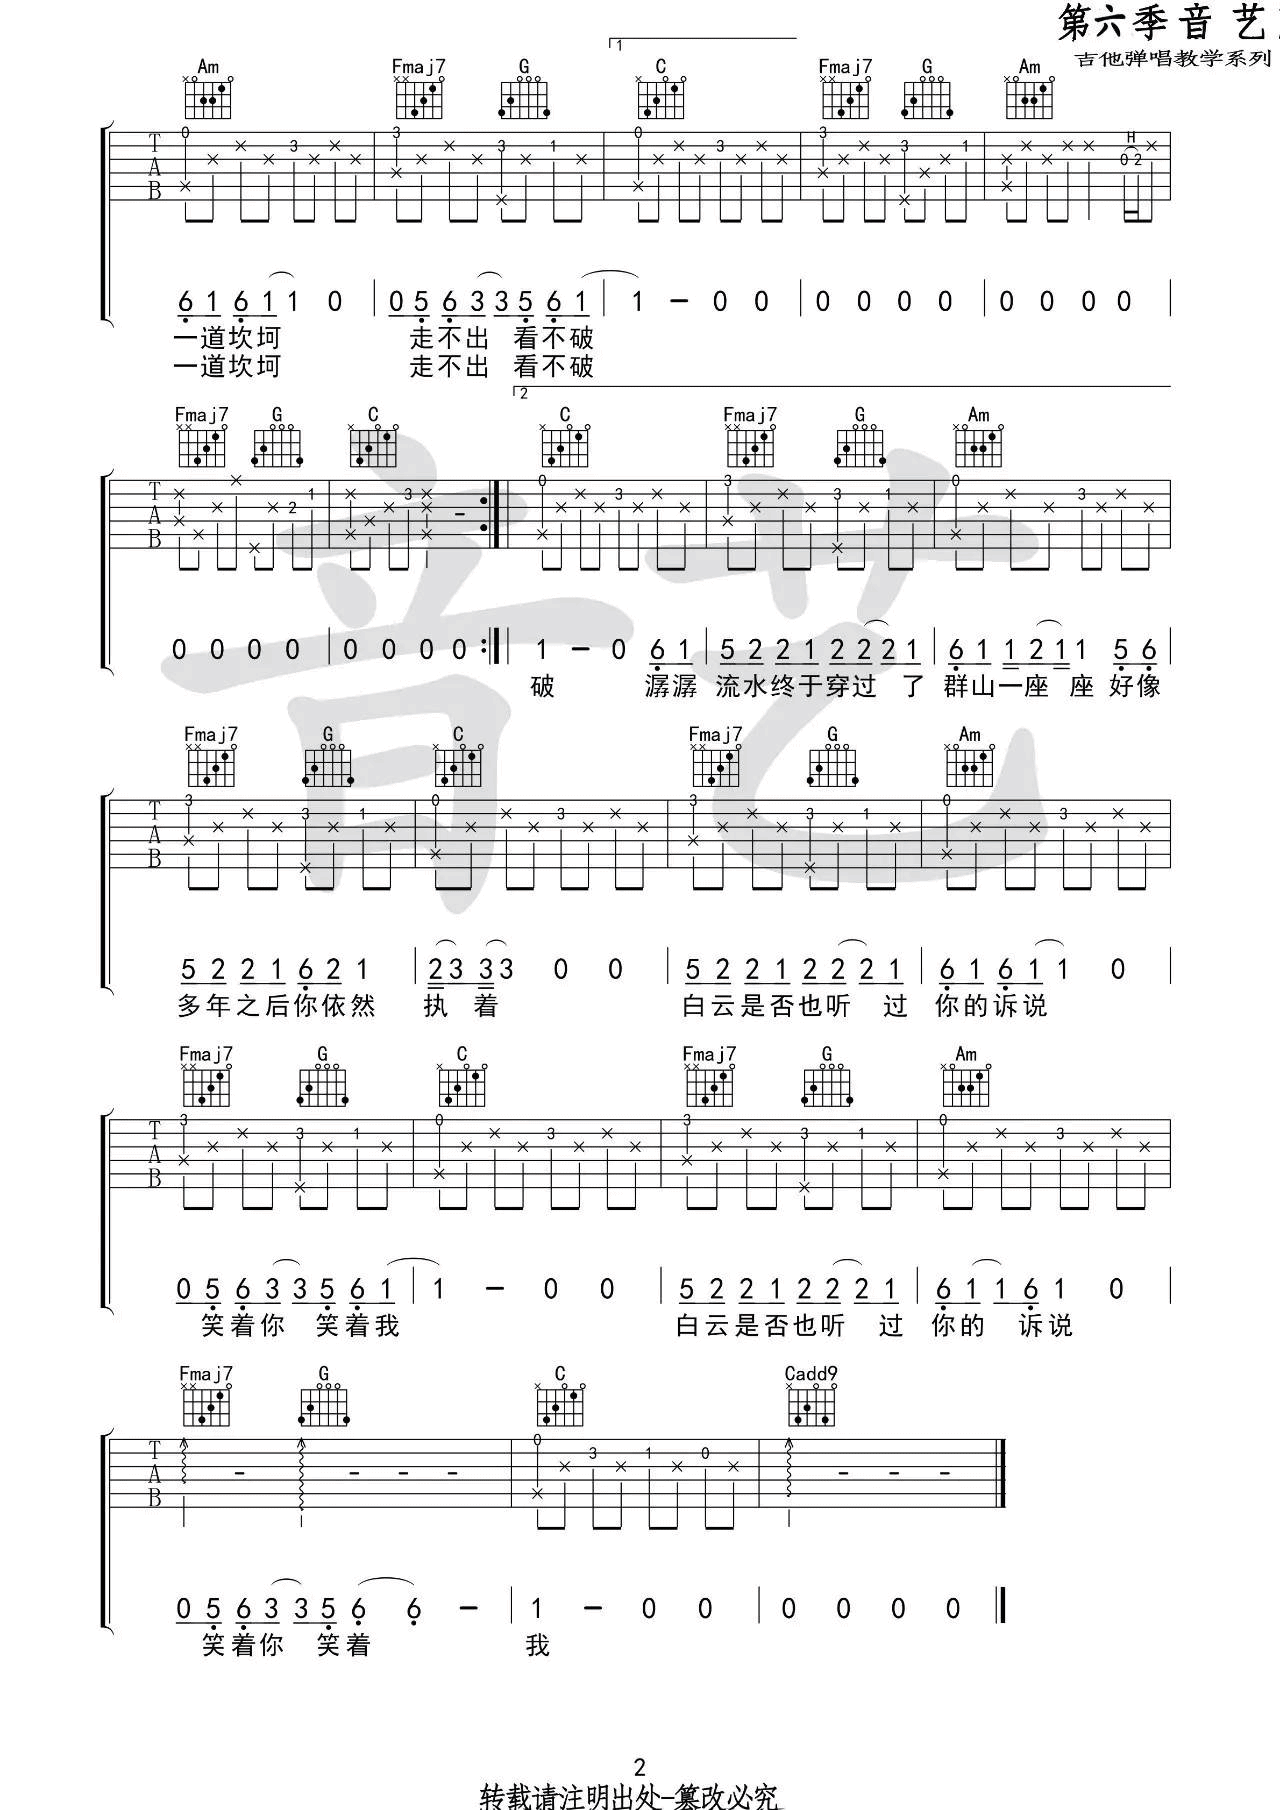 第六季音艺
吉他弹唱教学系列
1
Am Fmaj7 G C Fmaj7 G Am
T A B
H
6 1 6 1 1 0 | 0 5 6 3 3 5 6 1 | 1 - 0 0 | 0 0 0 0 | 0 0 0 0
一道坎坷 走不出 看不破
一道坎坷 走不出 看不破
2
Fmaj7 G C C Fmaj7 G Am
T A B
0 0 0 0 | 0 0 0 0 :|| 1 - 0 6 1 | 5 2 2 1 2 2 2 1 | 6 1 1 2 1 1 5 6
破 潺潺 流水终于穿过 了 群山一座 座 好像
Fmaj7 G C Fmaj7 G Am
T A B
5 2 2 1 6 2 1 | 2 3 3 3 0 0 | 5 2 2 1 2 2 2 1 | 6 1 6 1 1 0
多年之后你依然 执 着 白云是否也听 过 你的诉说
Fmaj7 G C Fmaj7 G Am
T A B
0 5 6 3 3 5 6 1 | 1 - 0 0 | 5 2 2 1 2 2 2 1 | 6 1 1 6 1 0
笑着你 笑着我 白云是否也听 过 你的 诉说
Fmaj7 G C Cadd9
T A B
0 5 6 3 3 5 6 6 - | 1 - 0 0 | 0 0 0 0
笑着你 笑着 我
音艺
2
转载请注明出处-篡改必究